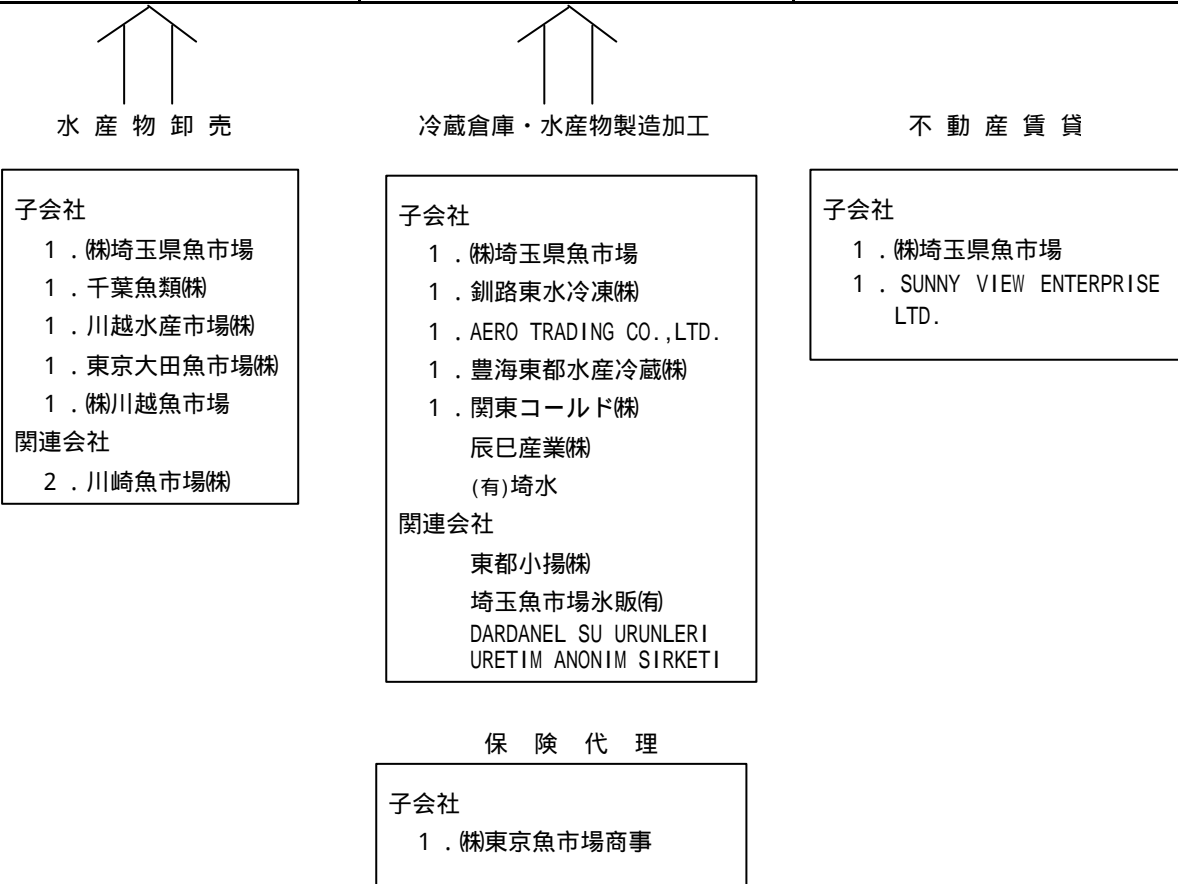 水産物卸売
子会社
1．㈱埼玉県魚市場
1．千葉魚類㈱
1．川越水産市場㈱
1．東京大田魚市場㈱
1．㈱川越魚市場
関連会社
2．川崎魚市場㈱
冷蔵倉庫・水産物製造加工
子会社
1．㈱埼玉県魚市場
1．釧路東水冷凍㈱
1．AERO TRADING CO.,LTD.
1．豊海東都水産冷蔵㈱
1．関東コールド㈱
辰巳産業㈱
(有)埼水
関連会社
東都小揚㈱
埼玉魚市場氷販㈲
DARDANEL SU URUNLERI
URETIM ANONIM SIRKETI
不動産賃貸
子会社
1．㈱埼玉県魚市場
1．SUNNY VIEW ENTERPRISE
LTD.
保険代理
子会社
1．㈱東京魚市場商事